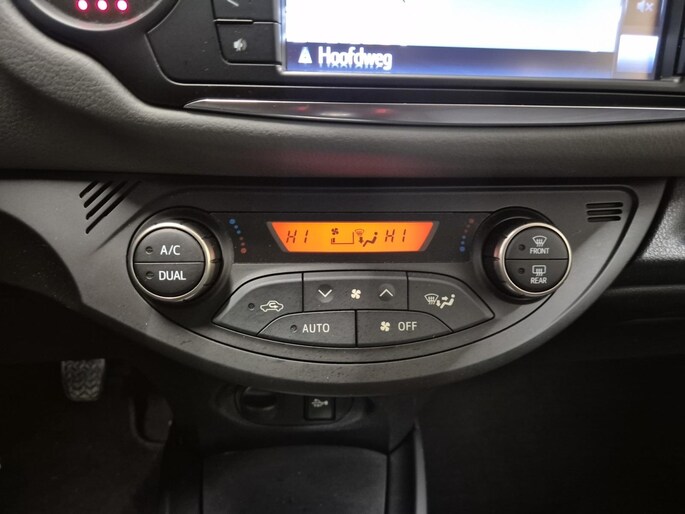 Hoofdweg
HI HI
A/C
DUAL
FRONT
REAR
AUTO
OFF